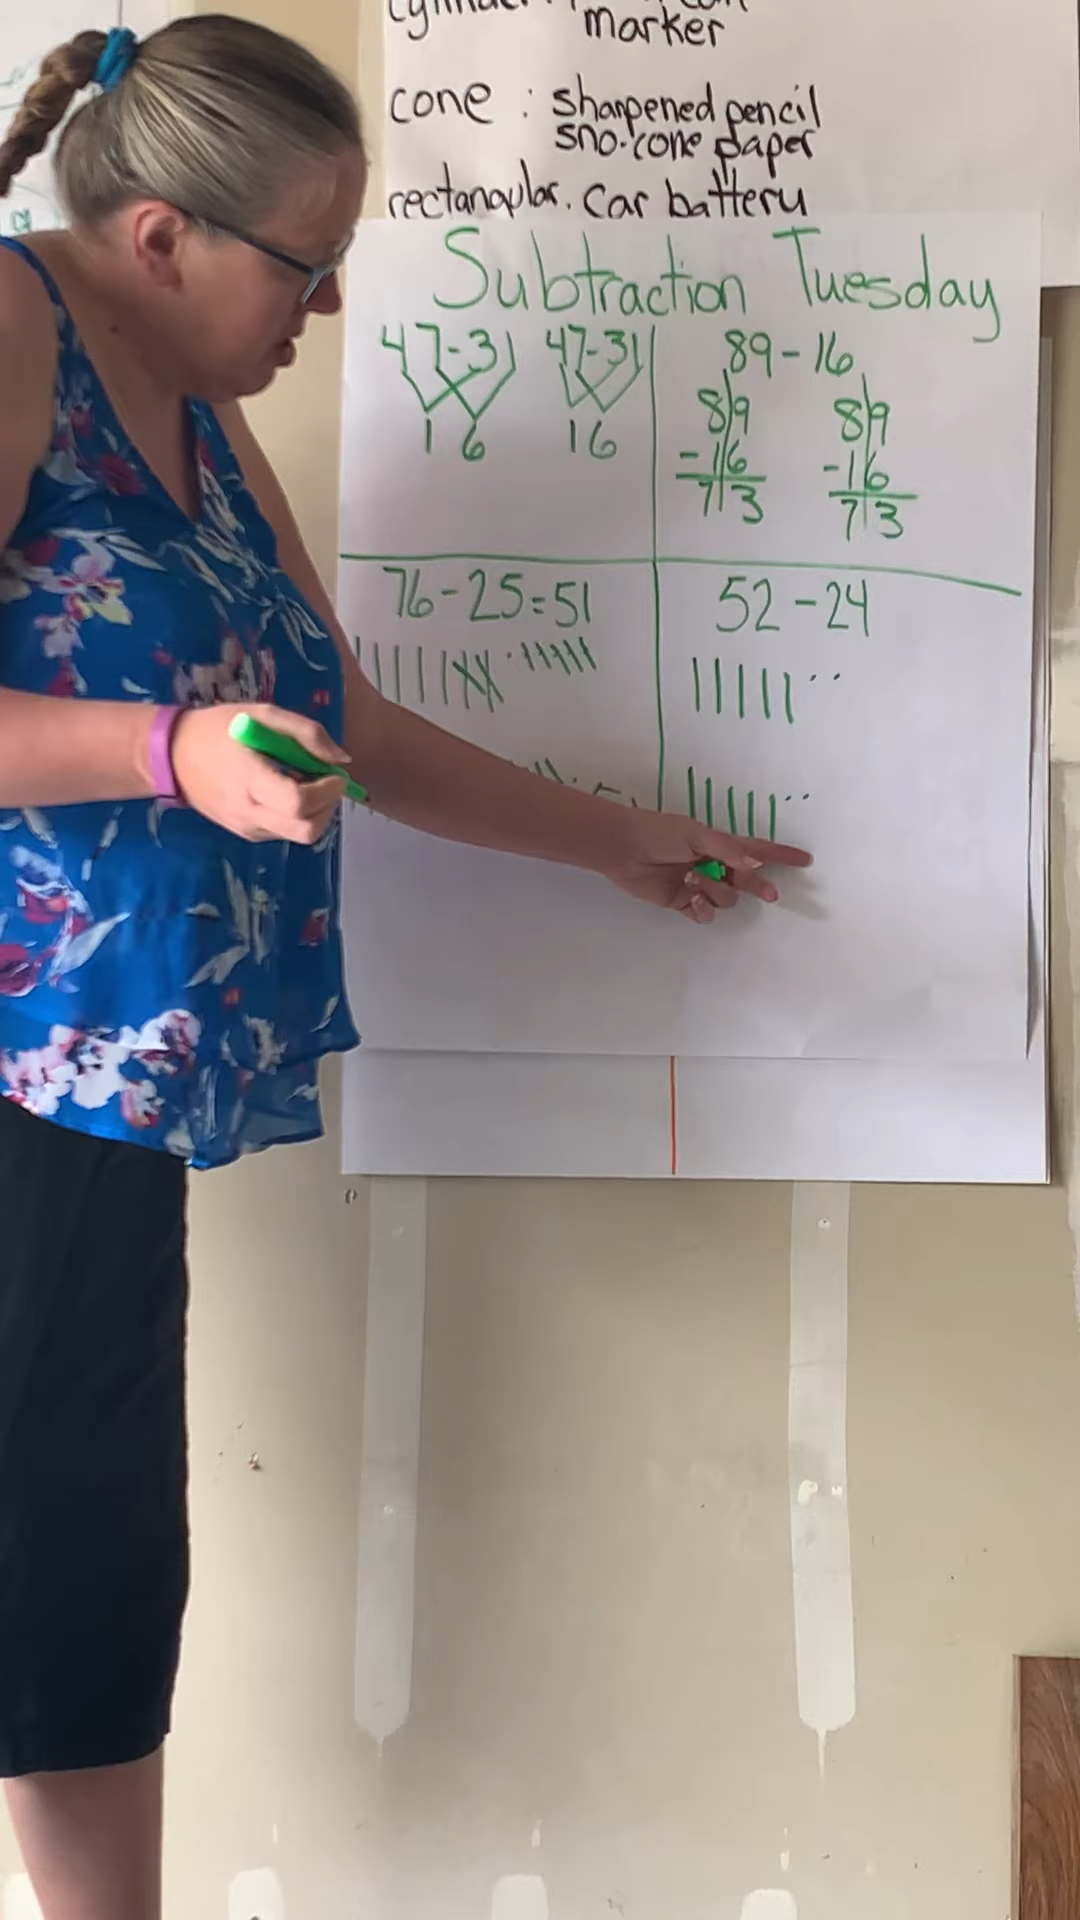 marker
cone : sharpened pencil
sno-cone paper
rectangular. car battery
Subtraction Tuesday
47-31 47-31
16 16
89-16
89 89
-16 -16
73 73
76-25=51
52-24